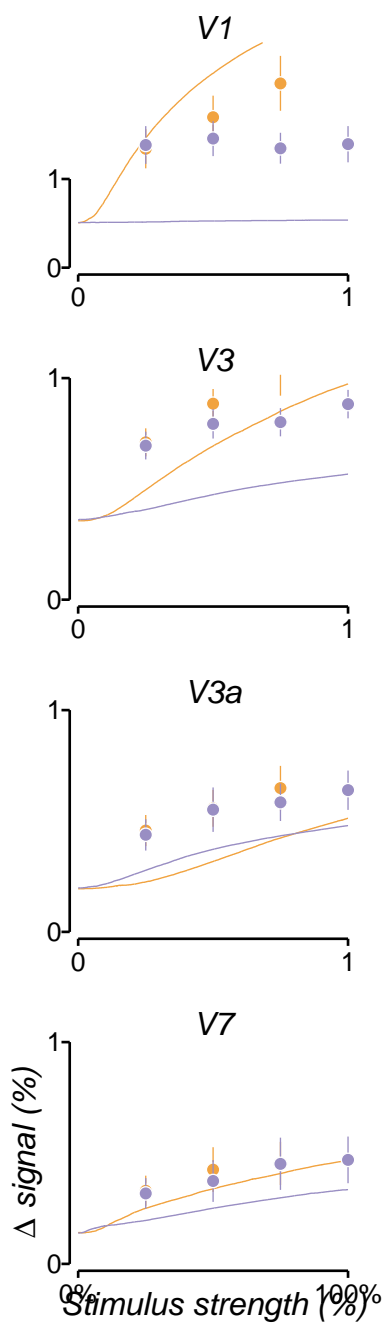 V1
1
0
0 1
V3
1
0
0 1
V3a
1
0
0 1
V7
1
0
0% 100%
Δ signal (%)
Stimulus strength (%)